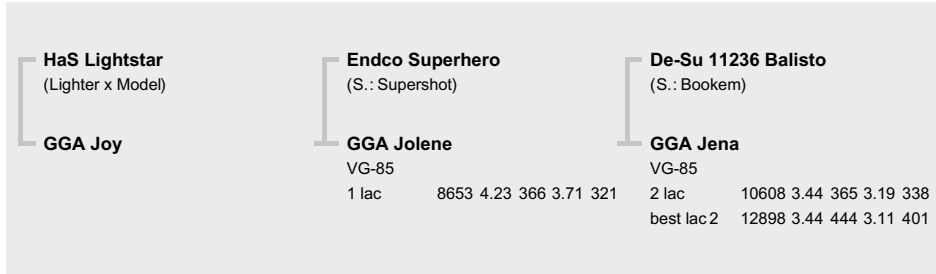 HaS Lightstar
(Lighter x Model)
GGA Joy
Endco Superhero
(S.: Supershot)
GGA Jolene
VG-85
1 lac 8653 4.23 366 3.71 321
De-Su 11236 Balisto
(S.: Bookem)
GGA Jena
VG-85
2 lac 10608 3.44 365 3.19 338
best lac 2 12898 3.44 444 3.11 401